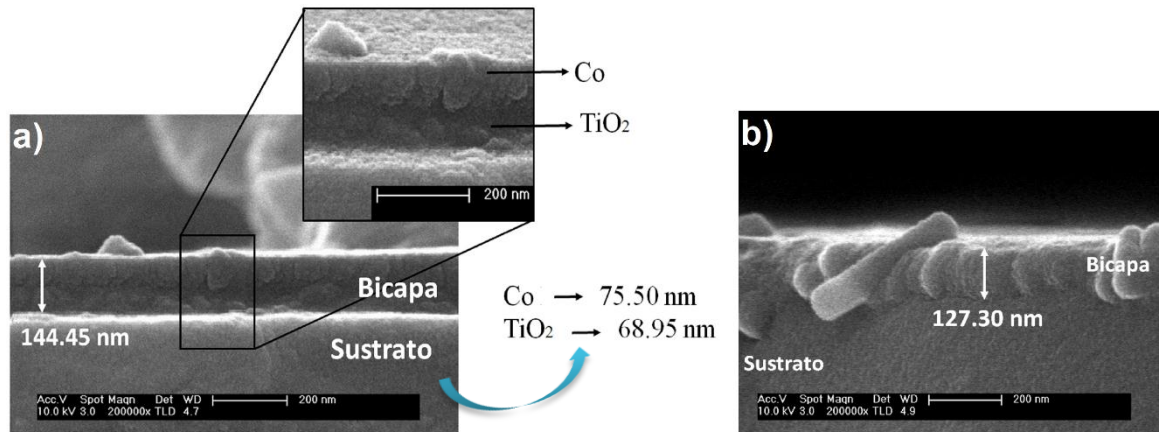 a)
Co
TiO₂
200 nm
Bicapa
144.45 nm
Sustrato
Acc.V Spot Magn Det WD
10.0 kV 3.0 200000x TLD 4.7
200 nm
Co → 75.50 nm
TiO₂ → 68.95 nm
b)
Bicapa
127.30 nm
Sustrato
Acc.V Spot Magn Det WD
10.0 kV 3.0 200000x TLD 4.9
200 nm